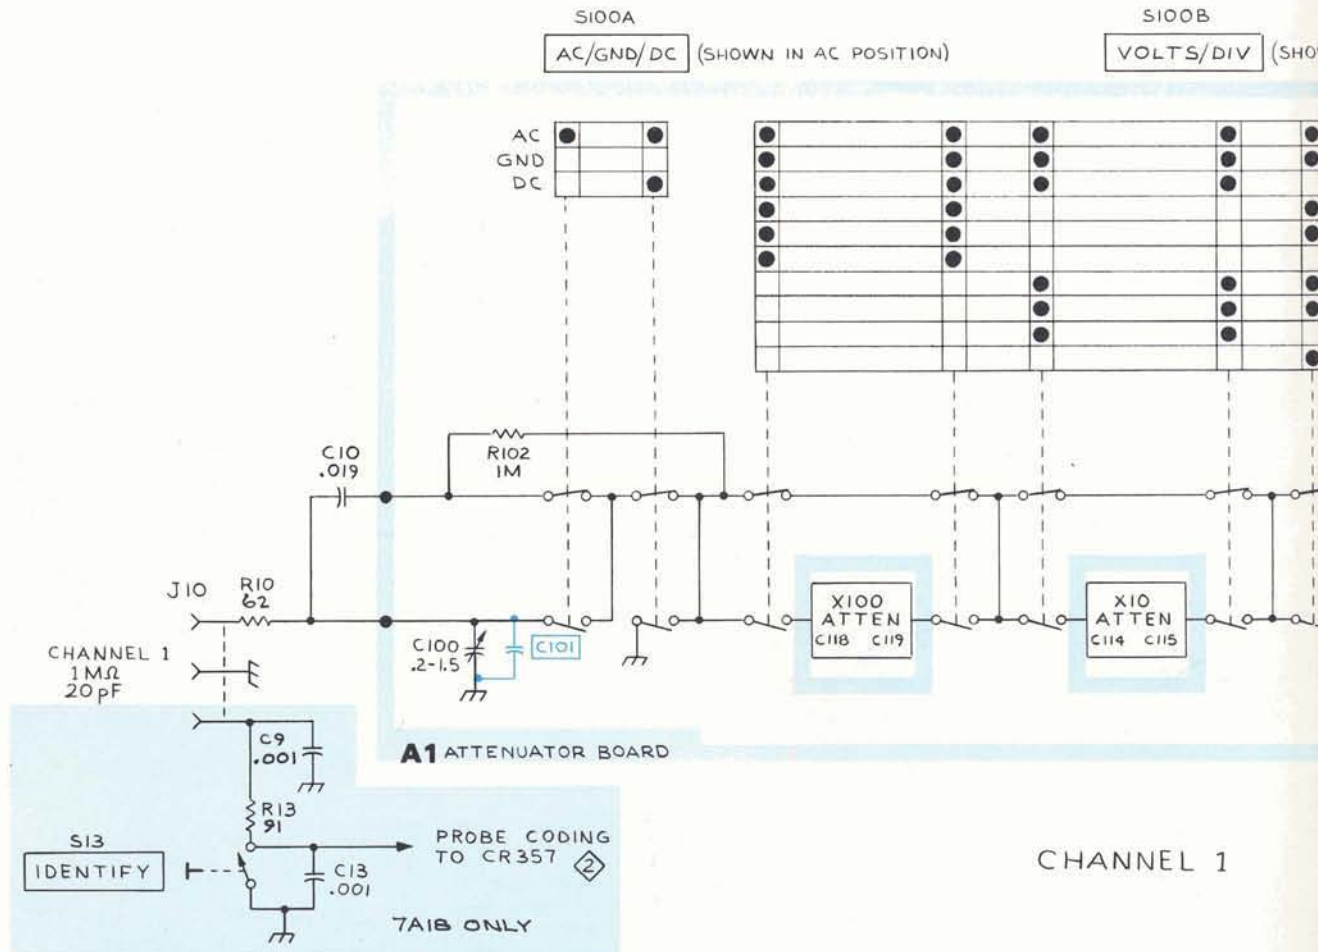 S100A
AC/GND/DC (SHOWN IN AC POSITION)
S100B
VOLTS/DIV (SHO
AC
GND
DC
C10
.019
R102
1M
J10
R10
62
C100
.2-1.5
C101
X100
ATTEN
C118 C119
X10
ATTEN
C114 C115
CHANNEL 1
1MΩ
20pF
A1 ATTENUATOR BOARD
C9
.001
R13
91
S13
IDENTIFY
C13
.001
PROBE CODING
TO CR357 2
7A18 ONLY
CHANNEL 1